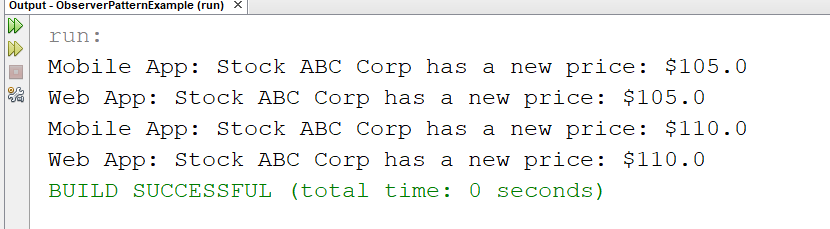 Output - ObserverPatternExample (run) ×
run:
Mobile App: Stock ABC Corp has a new price: $105.0
Web App: Stock ABC Corp has a new price: $105.0
Mobile App: Stock ABC Corp has a new price: $110.0
Web App: Stock ABC Corp has a new price: $110.0
BUILD SUCCESSFUL (total time: 0 seconds)